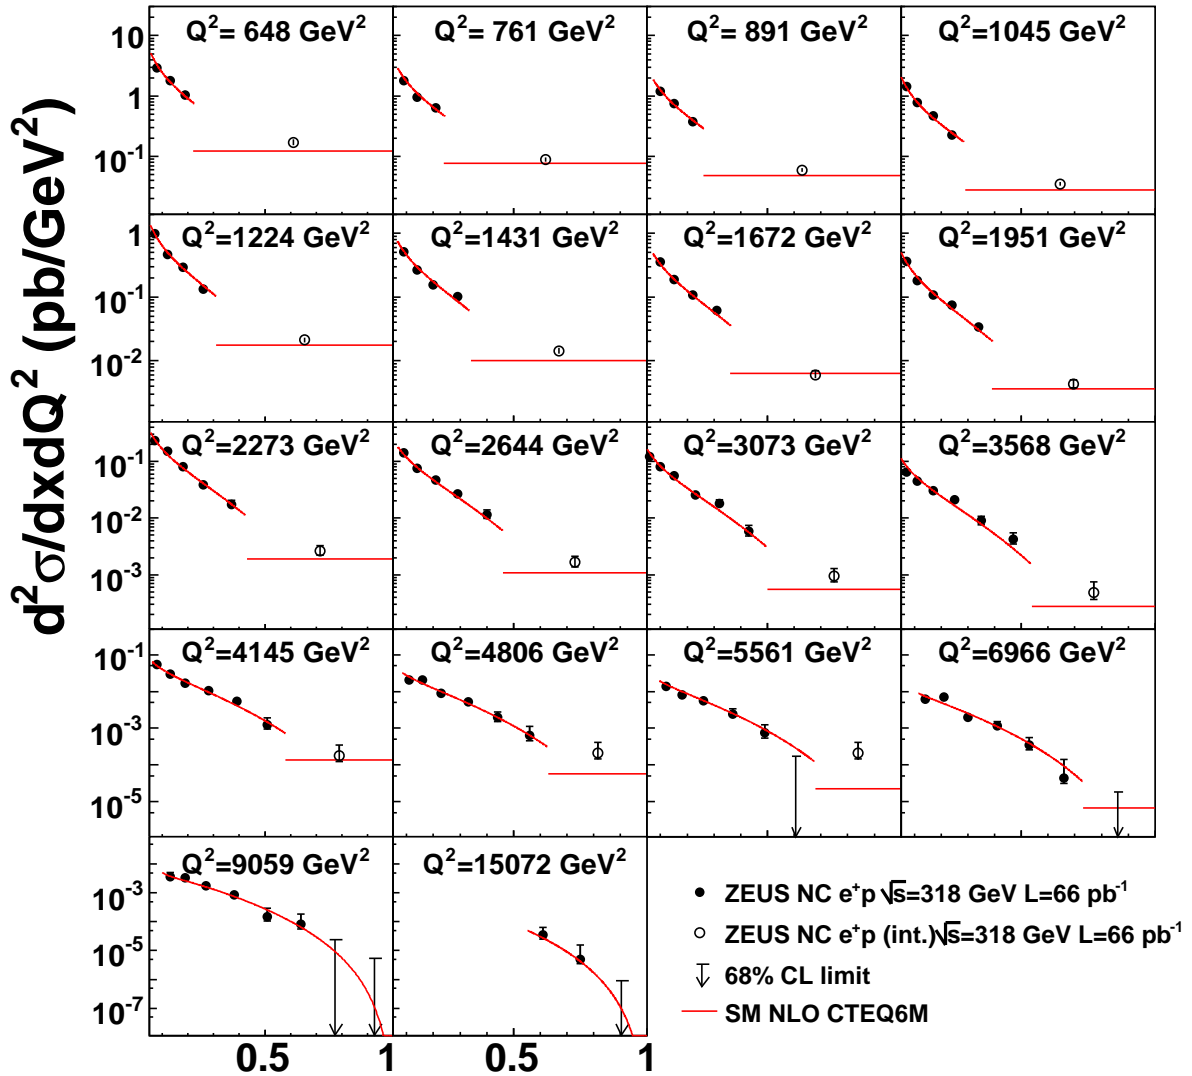 d²σ/dxdQ² (pb/GeV²)
Q²= 648 GeV²
Q²= 761 GeV²
Q²= 891 GeV²
Q²=1045 GeV²
10
1
10⁻¹
Q²=1224 GeV²
Q²=1431 GeV²
Q²=1672 GeV²
Q²=1951 GeV²
1
10⁻¹
10⁻²
Q²=2273 GeV²
Q²=2644 GeV²
Q²=3073 GeV²
Q²=3568 GeV²
10⁻¹
10⁻²
10⁻³
Q²=4145 GeV²
Q²=4806 GeV²
Q²=5561 GeV²
Q²=6966 GeV²
10⁻¹
10⁻³
10⁻⁵
Q²=9059 GeV²
Q²=15072 GeV²
10⁻³
10⁻⁵
10⁻⁷
0.5
0.5
1
1
ZEUS NC e⁺p √s=318 GeV L=66 pb⁻¹
ZEUS NC e⁺p (int.)√s=318 GeV L=66 pb⁻¹
68% CL limit
SM NLO CTEQ6M